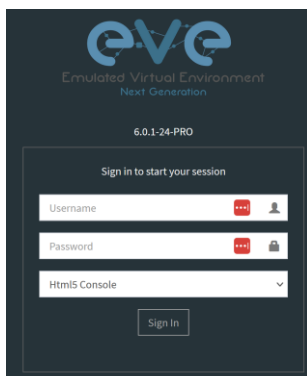 eve
Emulated Virtual Environment
Next Generation
6.0.1-24-PRO
Sign in to start your session
Username
Password
Html5 Console
Sign In